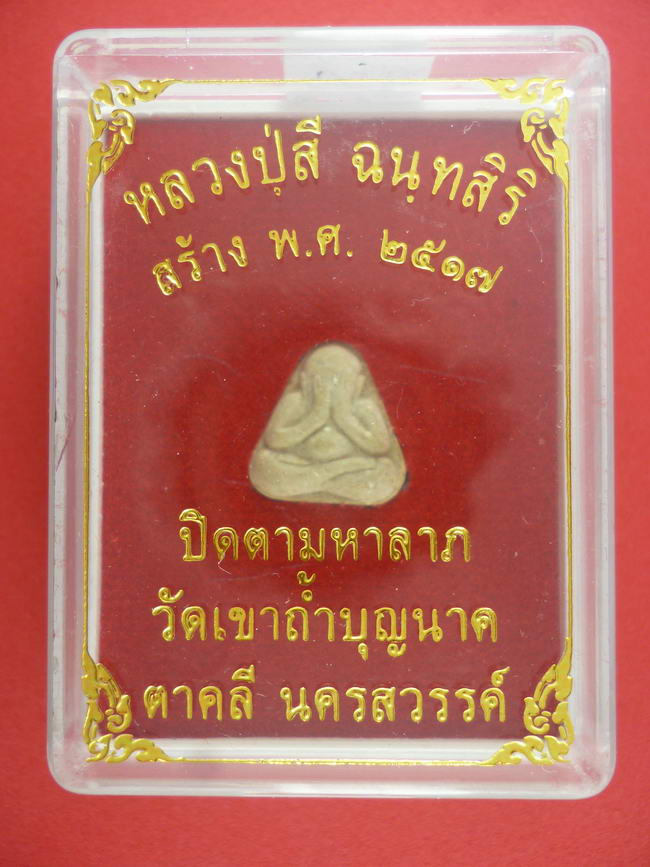 หลวงปู่สี ฉนฺทสิริ
สร้าง พ.ศ. ๒๕๑๗
ปิดตามหาลาภ
วัดเขาถ้ำบุญนาค
ตาคลี นครสวรรค์